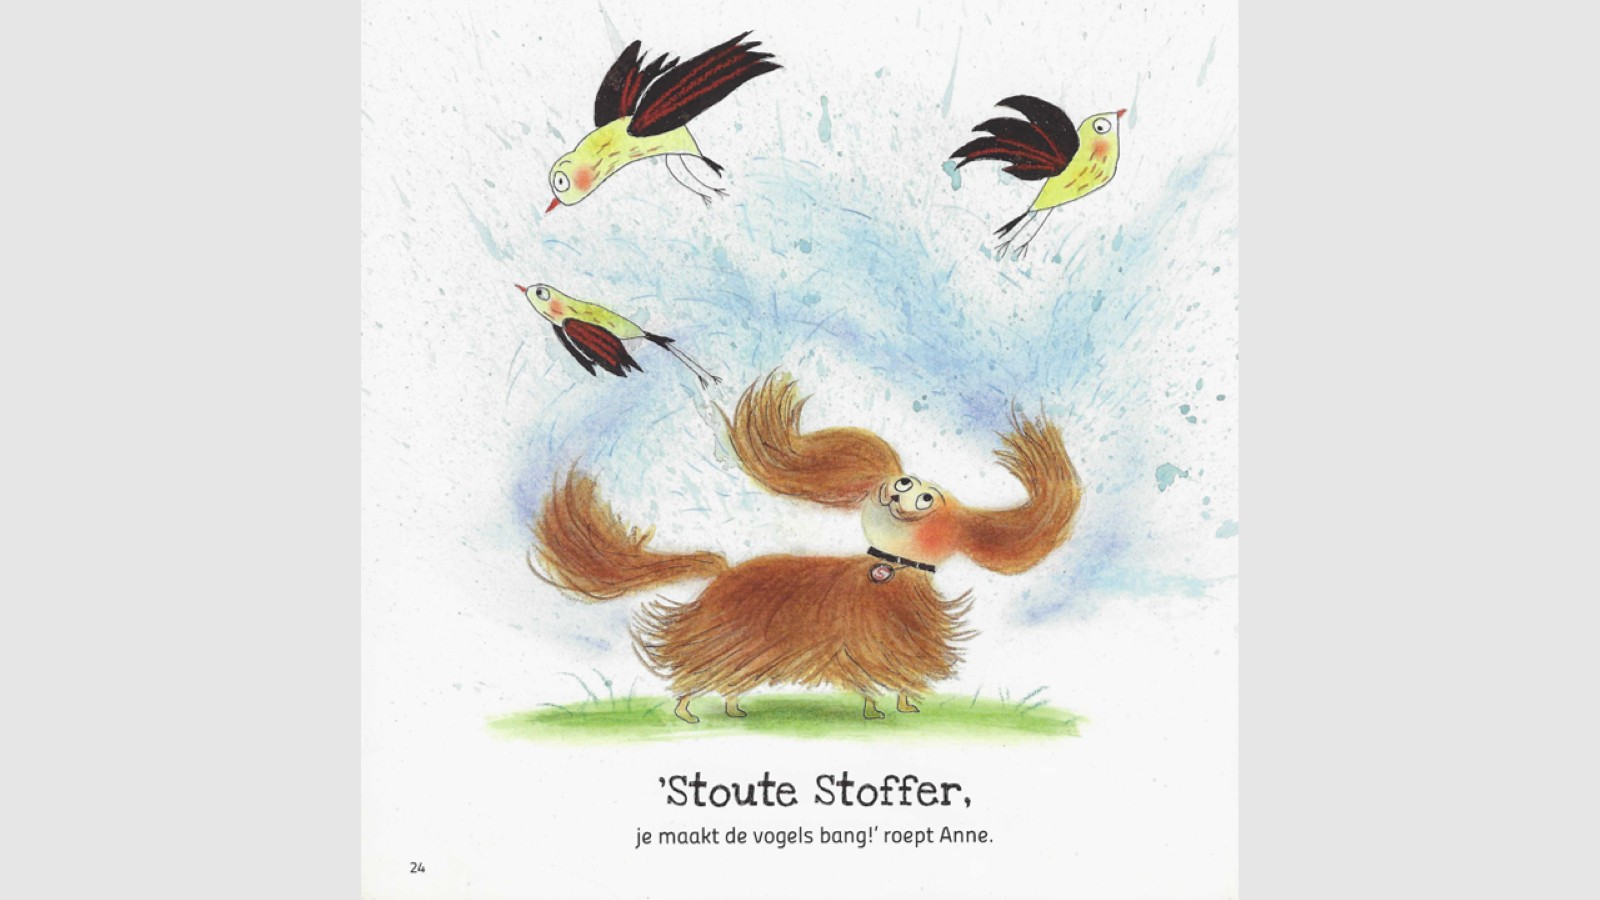 'Stoute Stoffer,
je maakt de vogels bang!' roept Anne.
24